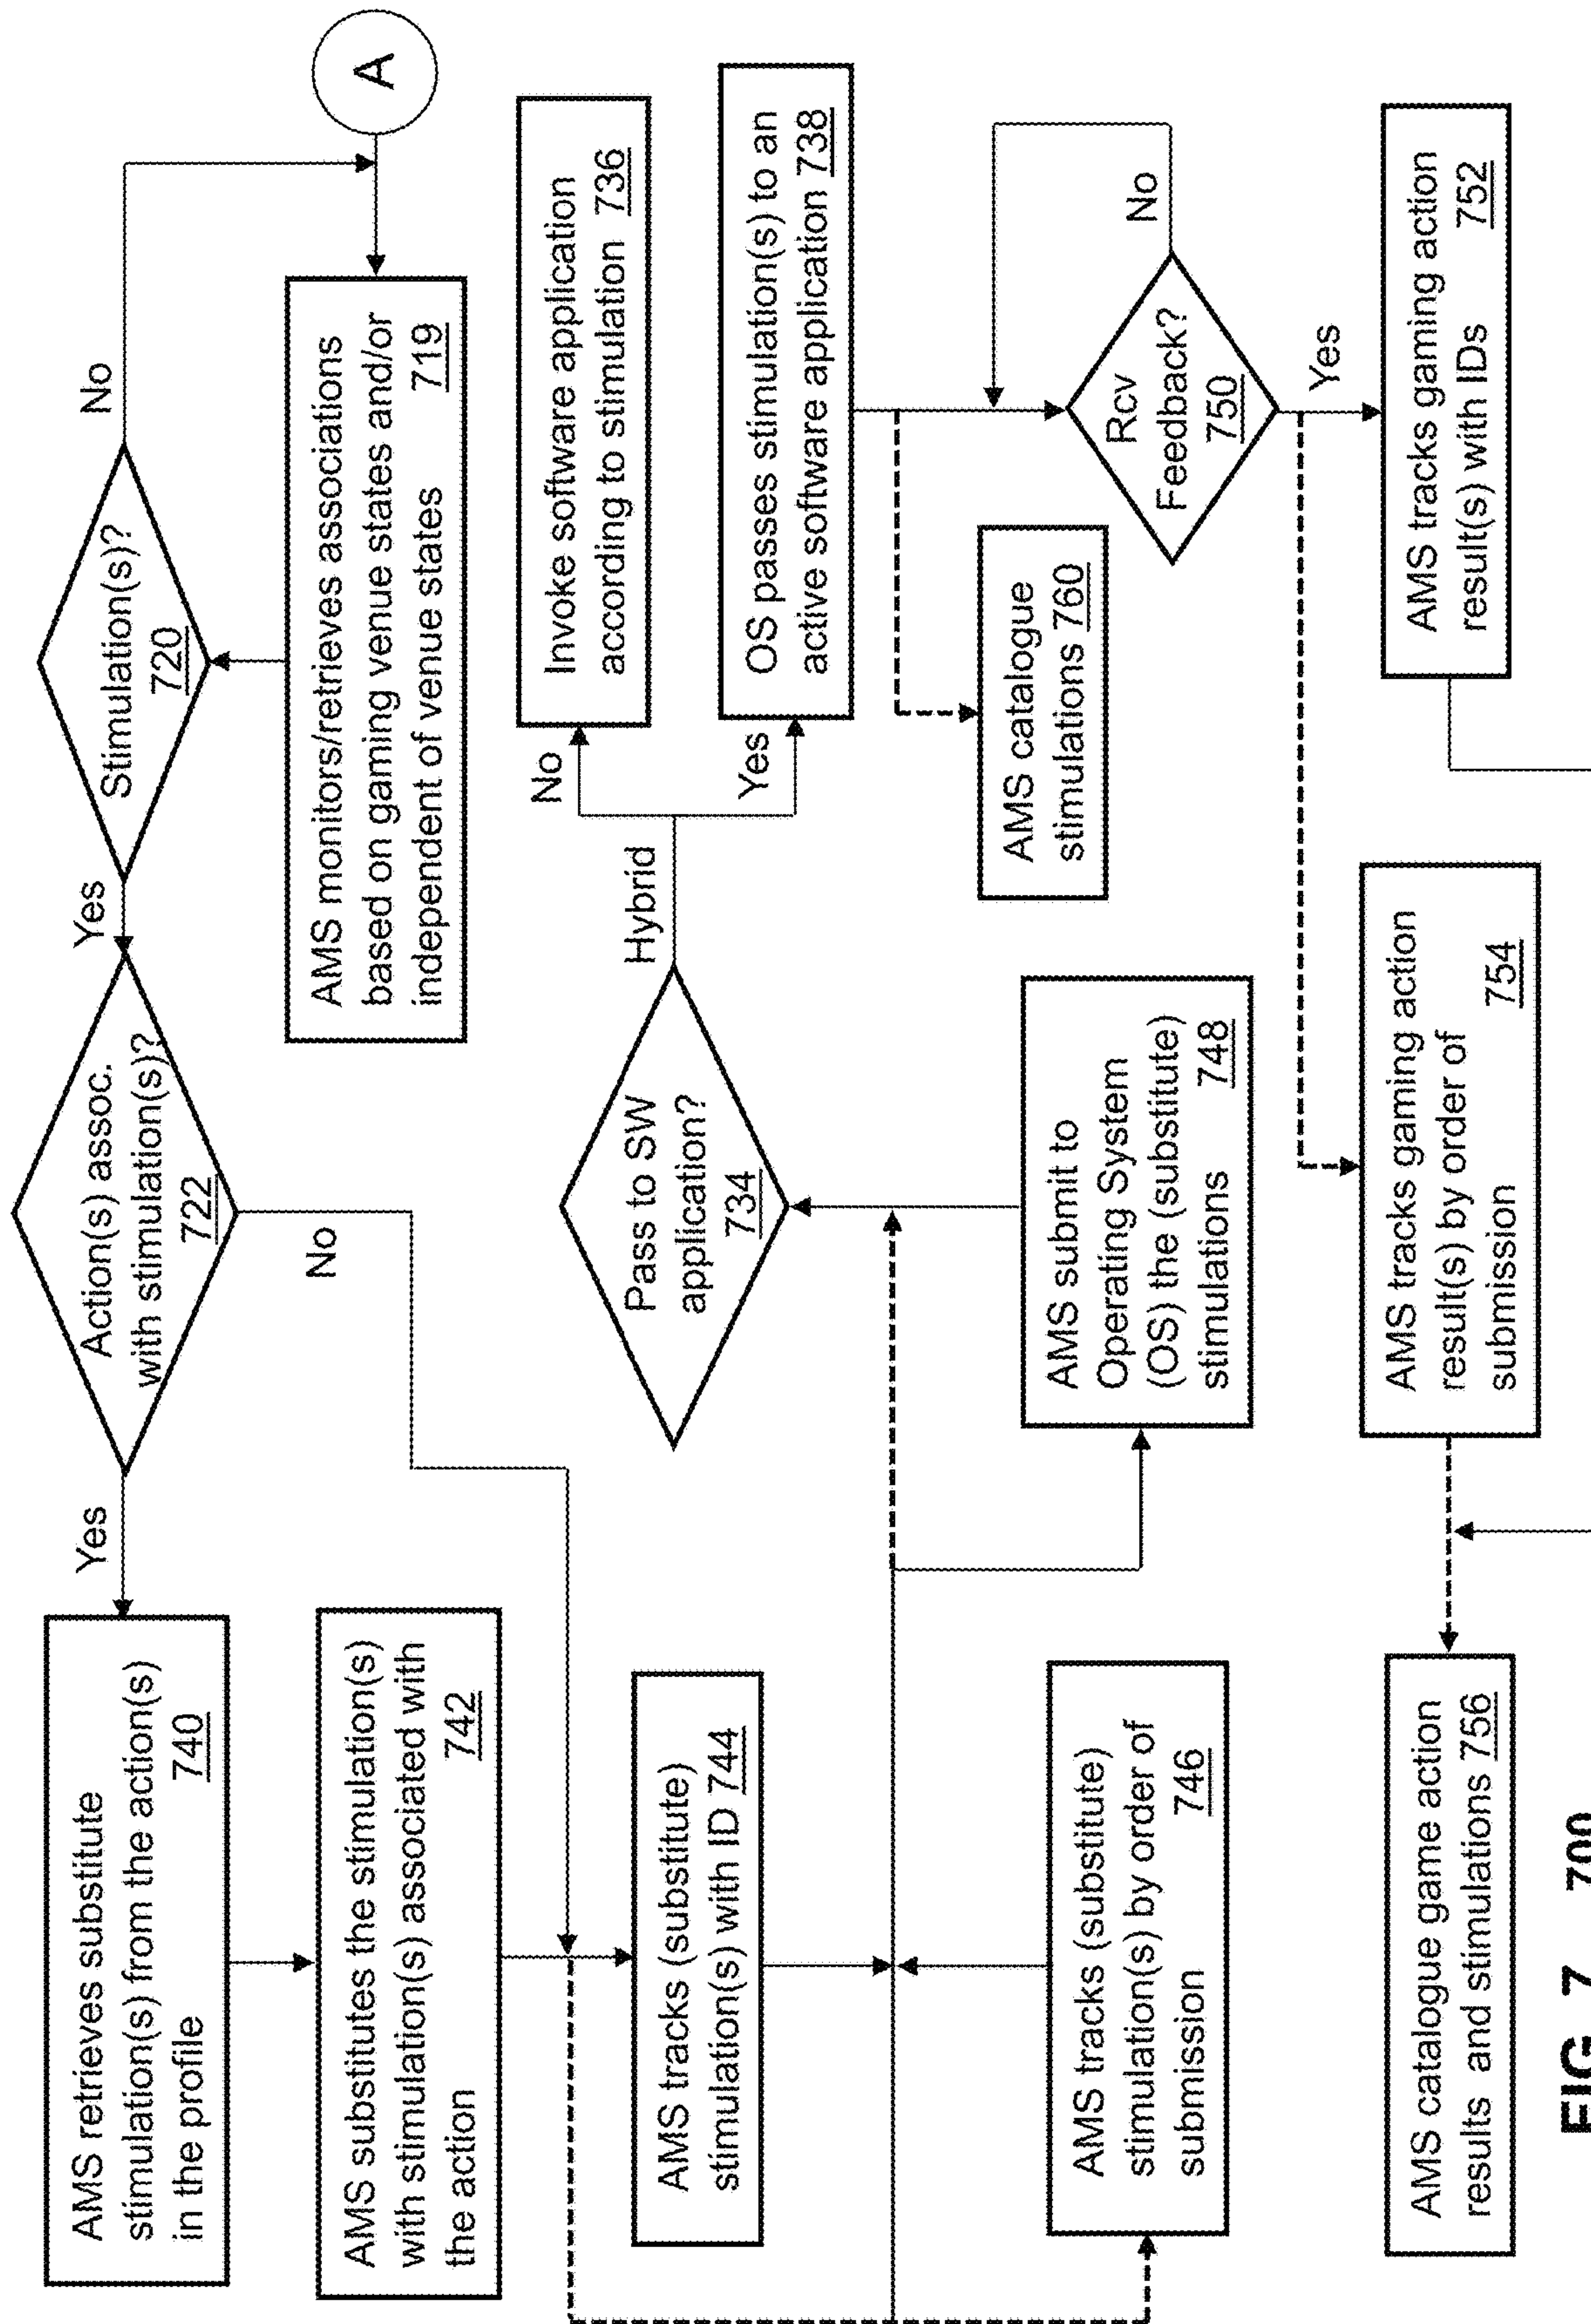 AMS retrieves substitute
stimulation(s) from the action(s)
in the profile 740
Yes
Action(s) assoc.
with stimulation(s)?
722
Yes
Stimulation(s)?
720
No
No
AMS substitutes the stimulation(s)
with stimulation(s) associated with
the action 742
AMS monitors/retrieves associations
based on gaming venue states and/or
independent of venue states 719
A
AMS tracks (substitute)
stimulation(s) with ID 744
Pass to SW
application?
734
Hybrid
No
Yes
Invoke software application
according to stimulation 736
OS passes stimulation(s) to an
active software application 738
AMS tracks (substitute)
stimulation(s) by order of
submission 746
AMS submit to
Operating System
(OS) the (substitute)
stimulations 748
AMS catalogue
stimulations 760
Rcv
Feedback?
750
No
Yes
AMS catalogue game action
results and stimulations 756
AMS tracks gaming action
result(s) by order of
submission 754
AMS tracks gaming action
result(s) with IDs 752
FIG. 7 700